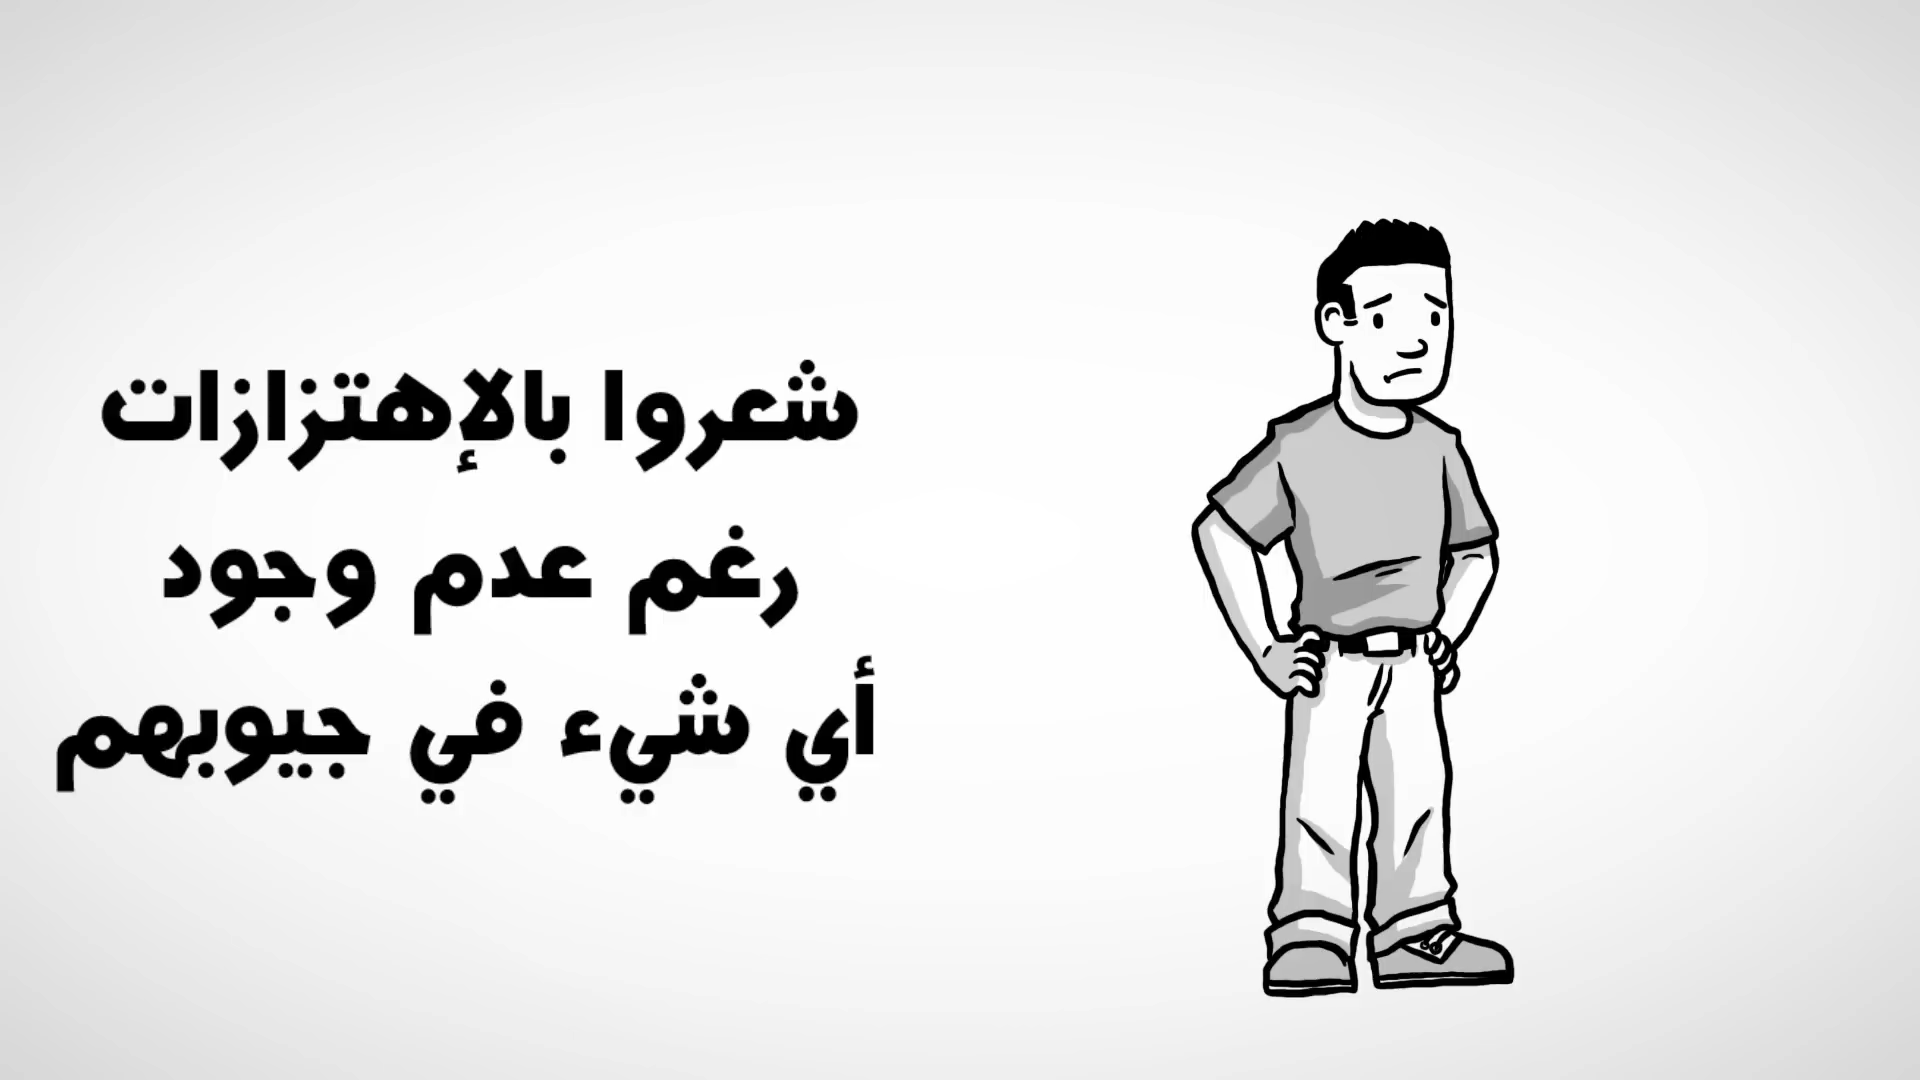 شعروا بالإهتزازات
رغم عدم وجود
أي شيء في جيوبهم